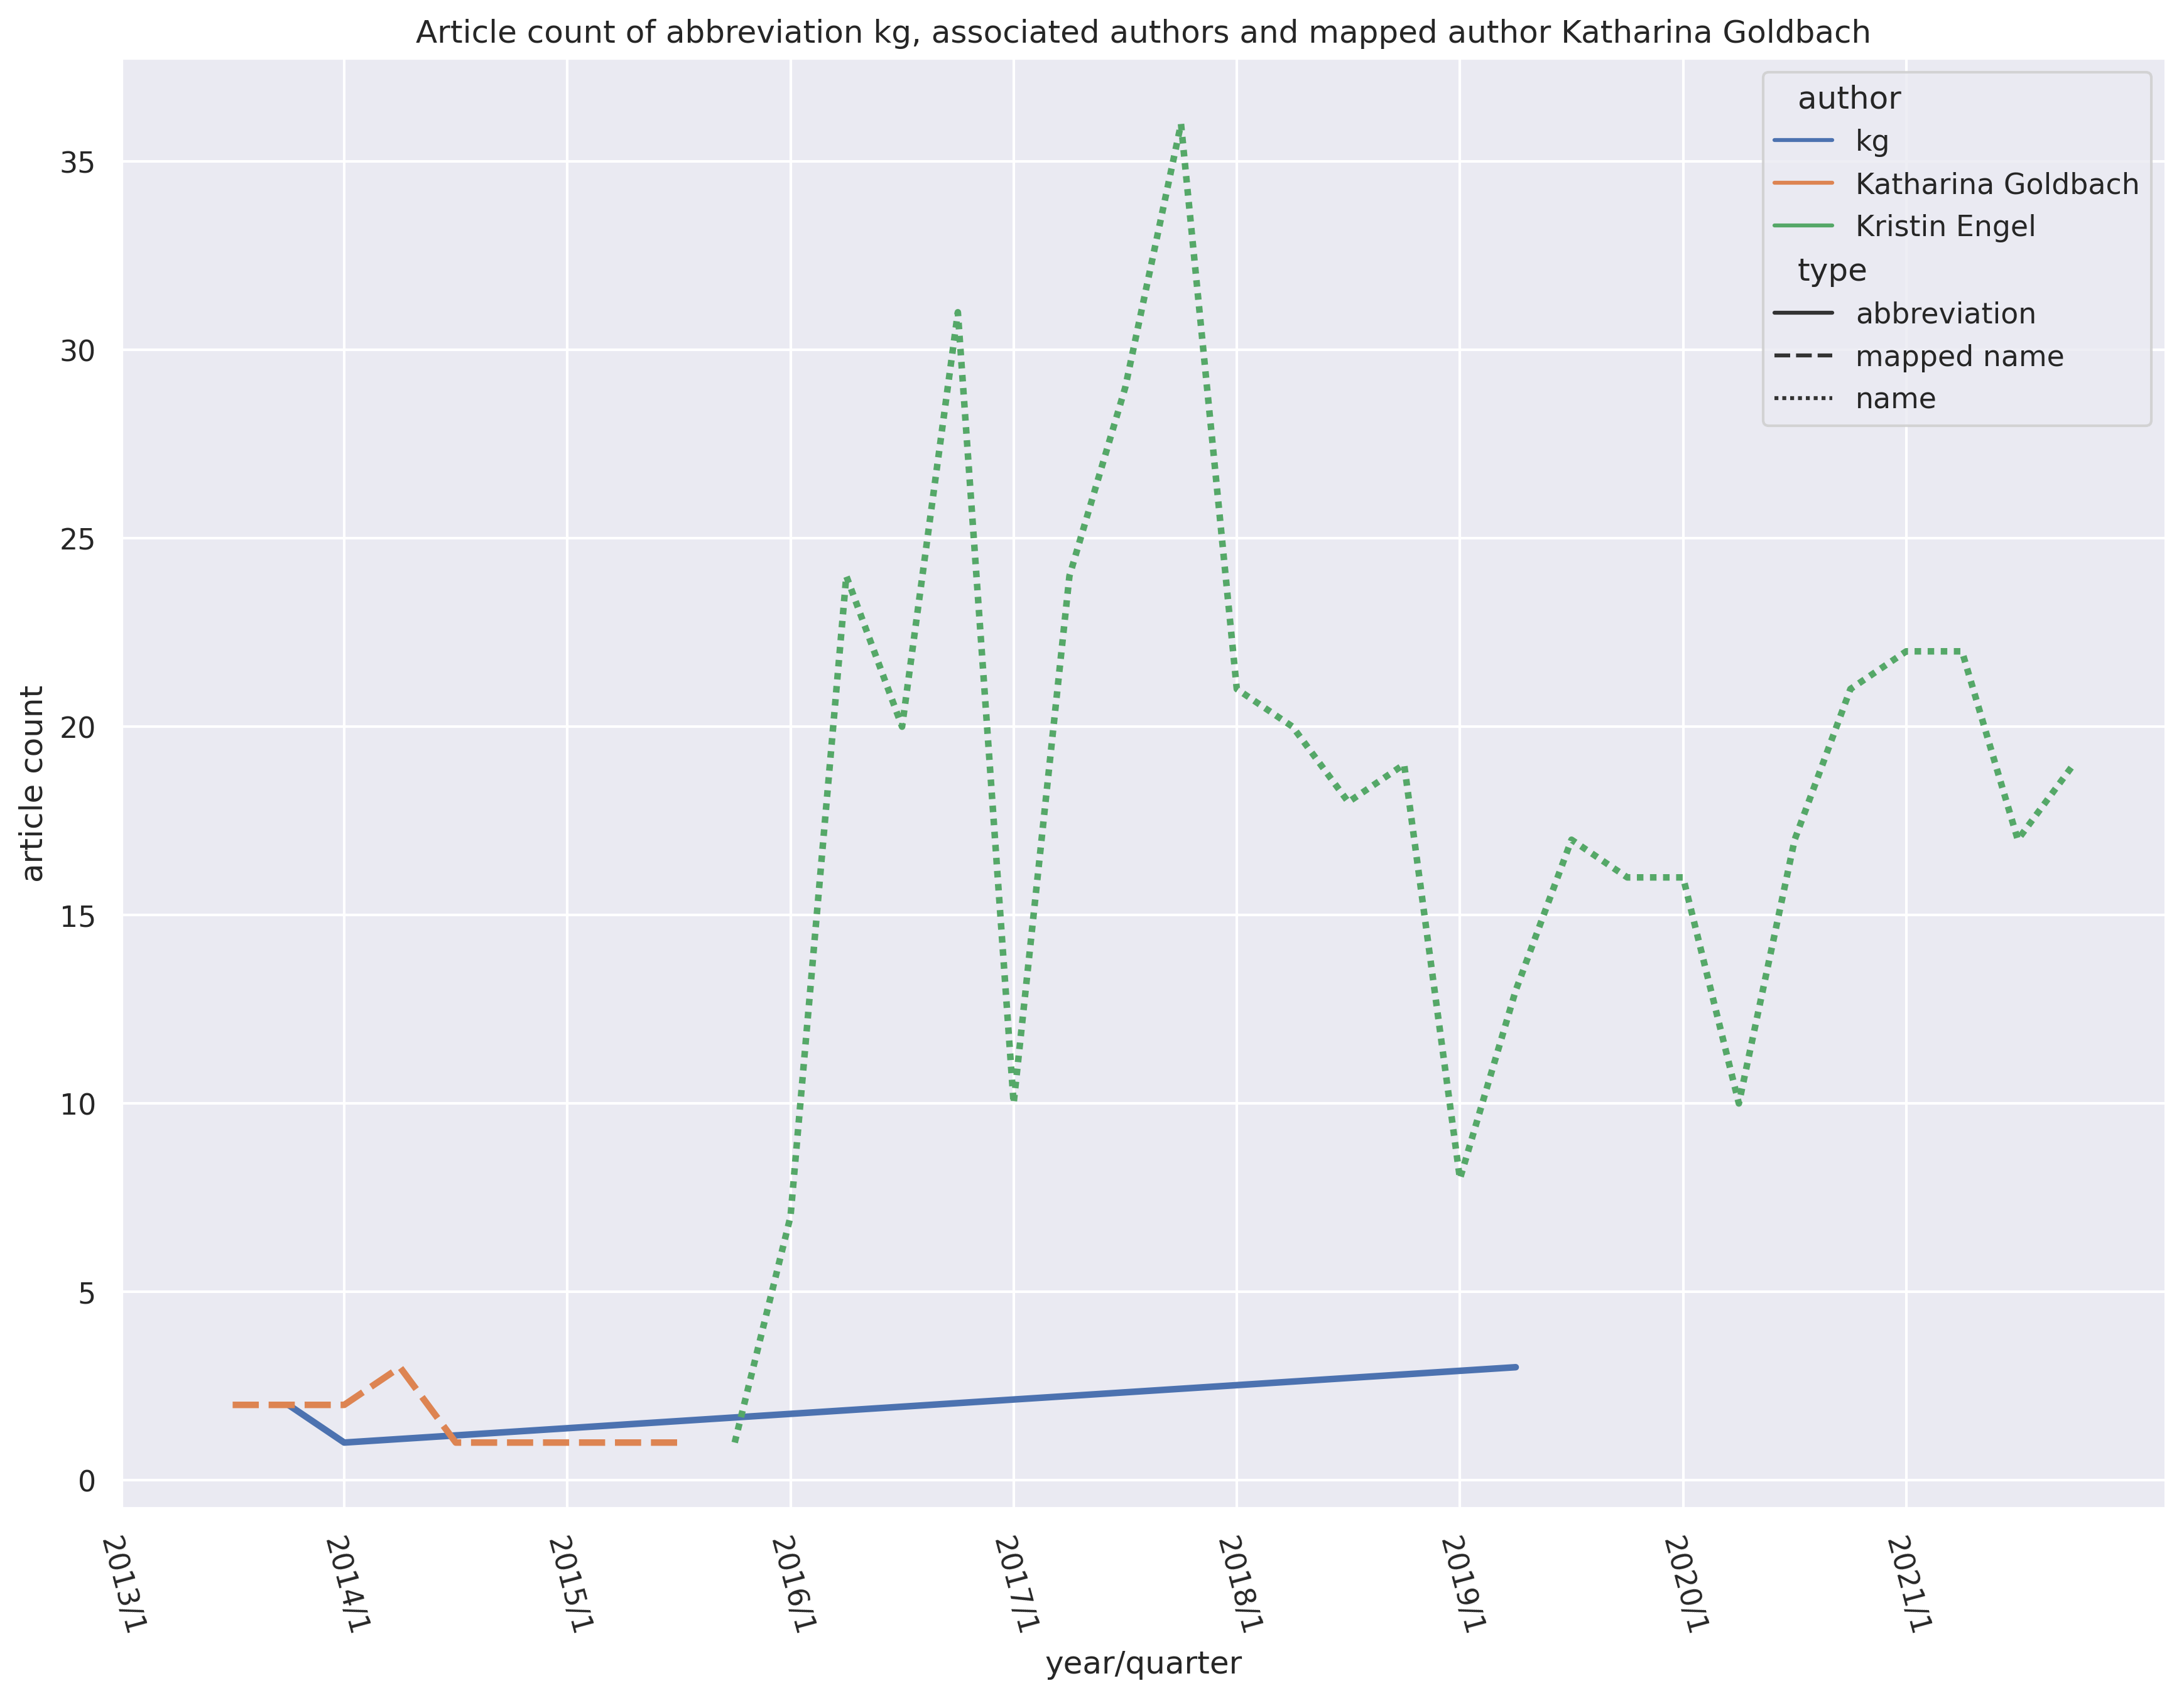 Article count of abbreviation kg, associated authors and mapped author Katharina Goldbach
author
kg
Katharina Goldbach
Kristin Engel
type
abbreviation
mapped name
name
article count
35
30
25
20
15
10
5
0
2013/1
2014/1
2015/1
2016/1
2017/1
2018/1
2019/1
2020/1
2021/1
year/quarter